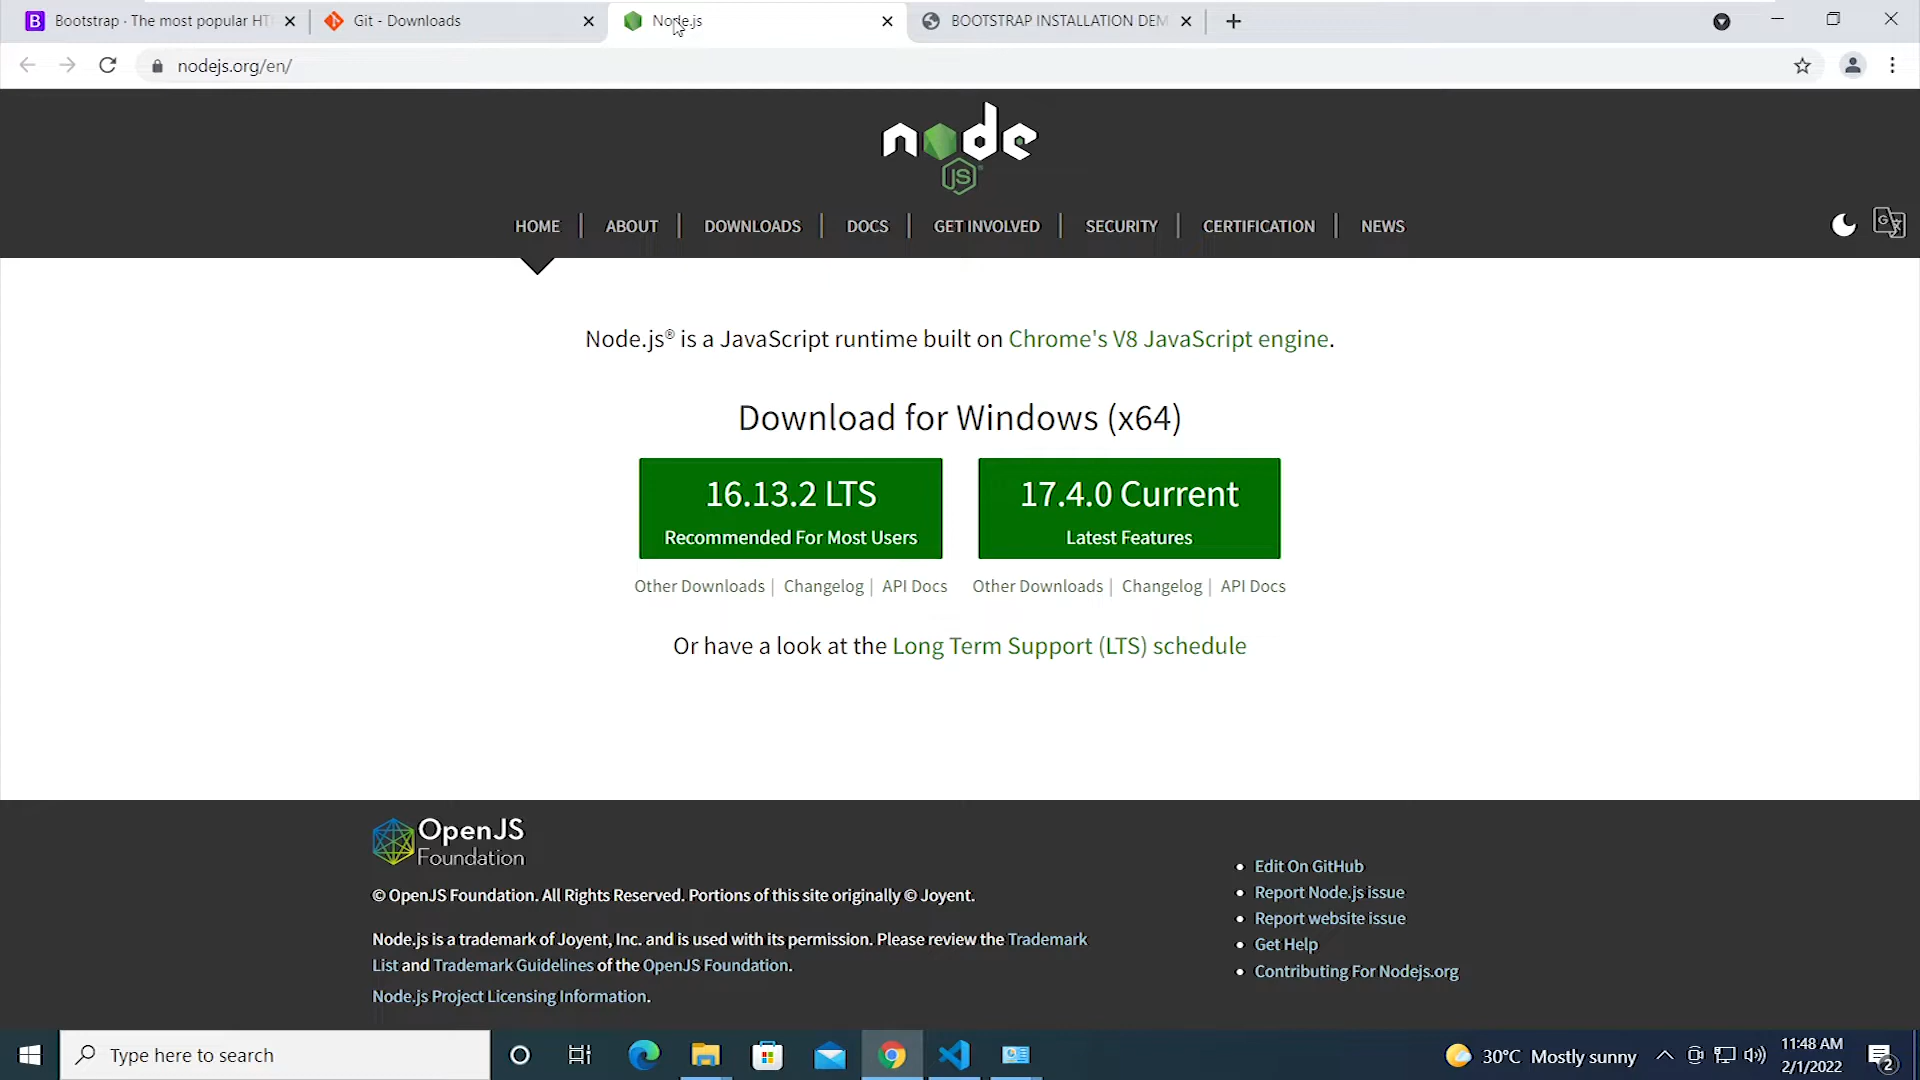 Bootstrap · The most popular HT
Git - Downloads
Node.js
BOOTSTRAP INSTALLATION DEM
nodejs.org/en/
node
JS
HOME | ABOUT | DOWNLOADS | DOCS | GET INVOLVED | SECURITY | CERTIFICATION | NEWS
Node.js® is a JavaScript runtime built on Chrome's V8 JavaScript engine.
Download for Windows (x64)
16.13.2 LTS
Recommended For Most Users
17.4.0 Current
Latest Features
Other Downloads | Changelog | API Docs
Other Downloads | Changelog | API Docs
Or have a look at the Long Term Support (LTS) schedule
OpenJS
Foundation
© OpenJS Foundation. All Rights Reserved. Portions of this site originally © Joyent.
Node.js is a trademark of Joyent, Inc. and is used with its permission. Please review the Trademark
List and Trademark Guidelines of the OpenJS Foundation.
Node.js Project Licensing Information.
Edit On GitHub
Report Node.js issue
Report website issue
Get Help
Contributing For Nodejs.org
Type here to search
30°C Mostly sunny
11:48 AM
2/1/2022
2